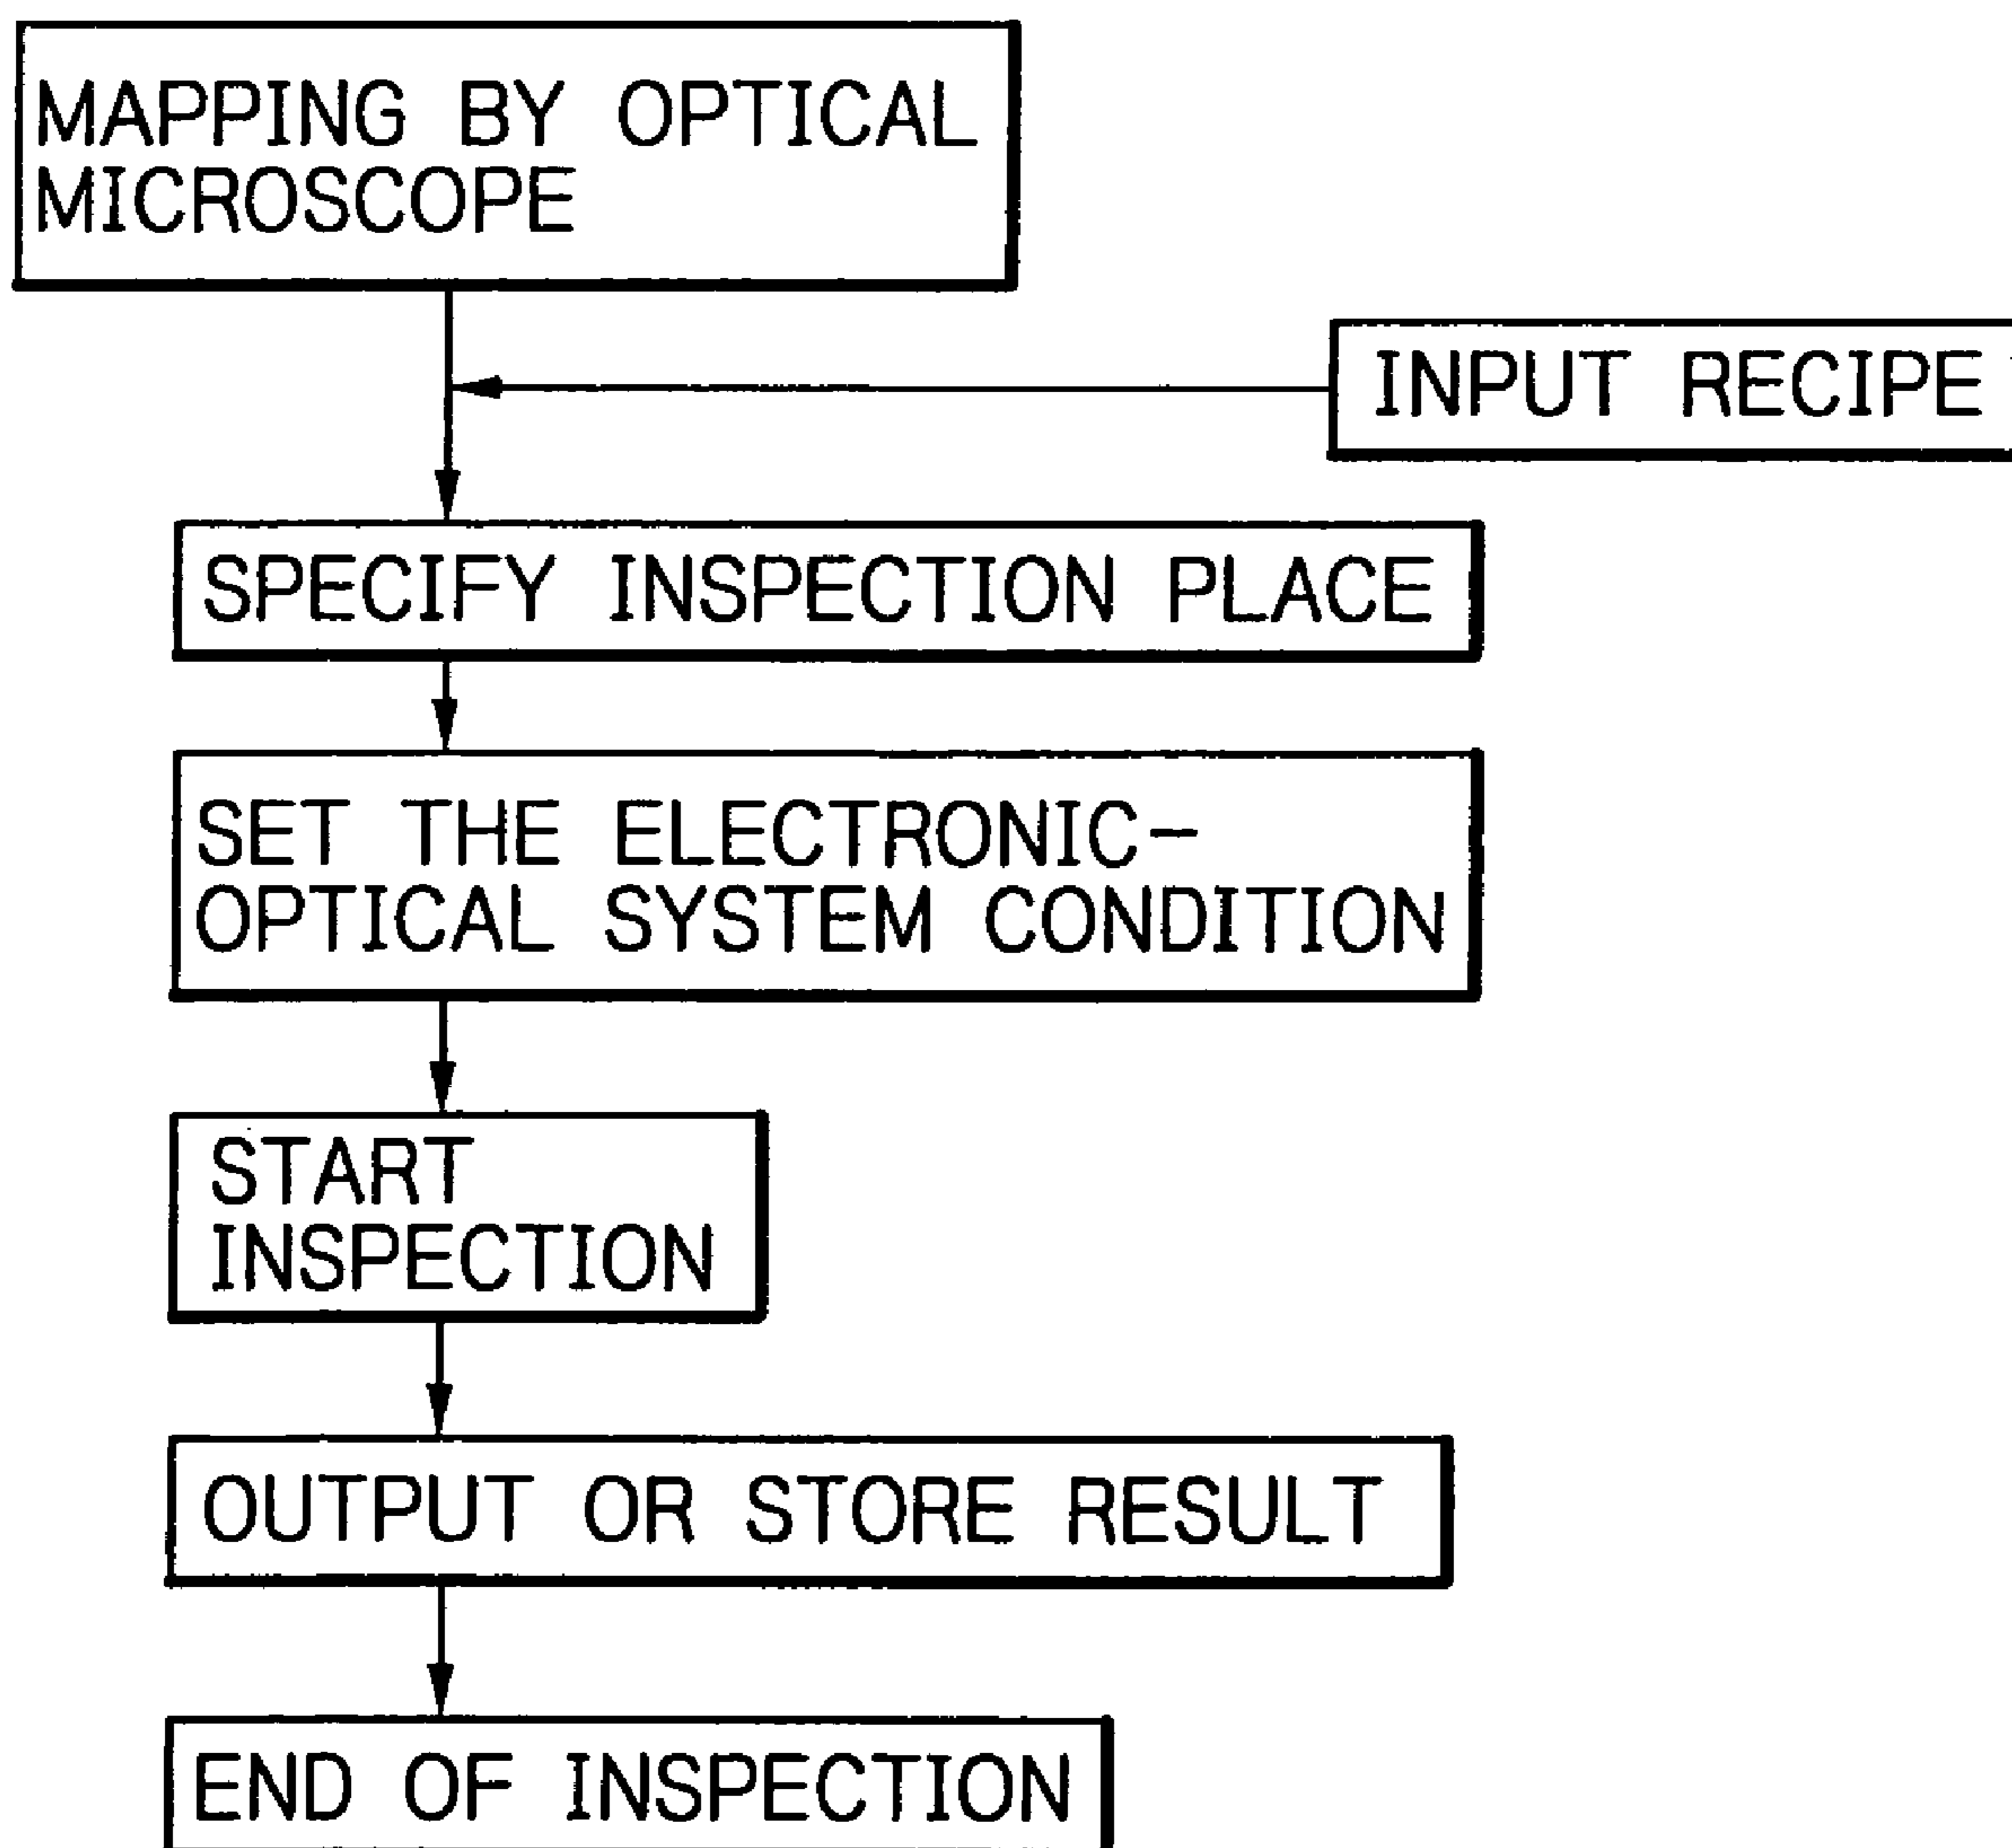 MAPPING BY OPTICAL
MICROSCOPE
INPUT RECIPE
SPECIFY INSPECTION PLACE
SET THE ELECTRONIC-
OPTICAL SYSTEM CONDITION
START
INSPECTION
OUTPUT OR STORE RESULT
END OF INSPECTION